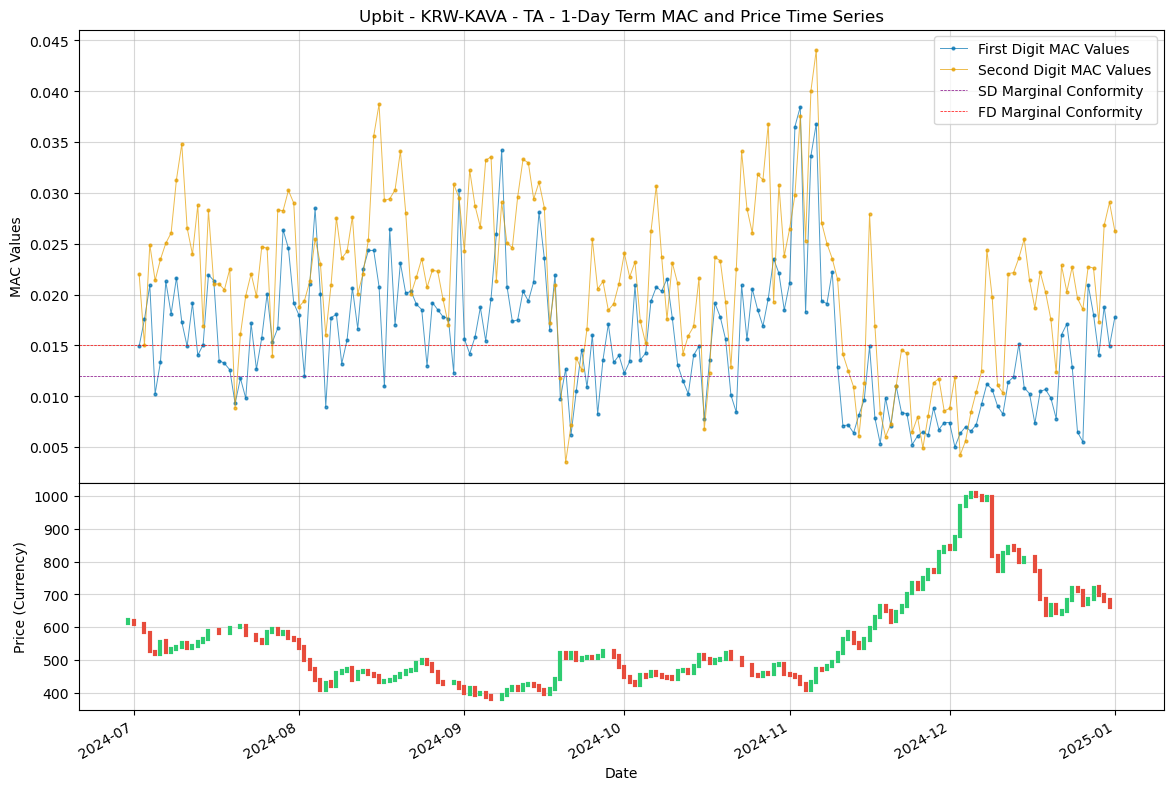 Upbit - KRW-KAVA - TA - 1-Day Term MAC and Price Time Series
First Digit MAC Values
Second Digit MAC Values
SD Marginal Conformity
FD Marginal Conformity
MAC Values
0.045
0.040
0.035
0.030
0.025
0.020
0.015
0.010
0.005
Price (Currency)
1000
900
800
700
600
500
400
2024-07
2024-08
2024-09
2024-10
2024-11
2024-12
2025-01
Date